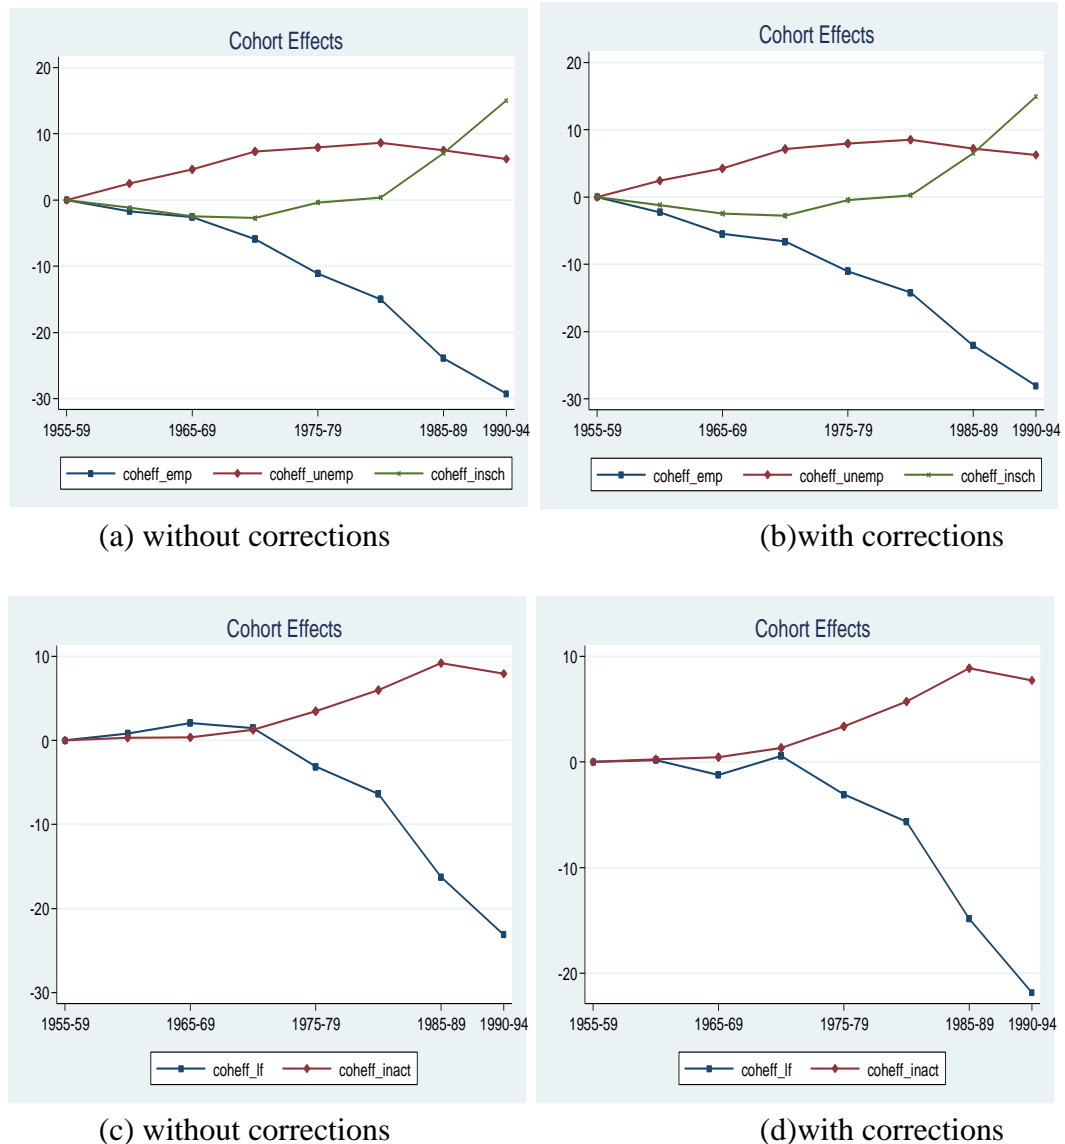 Cohort Effects
20
10
0
-10
-20
-30
1955-59 1965-69 1975-79 1985-89 1990-94
coheff_emp coheff_unemp coheff_insch
(a) without corrections
Cohort Effects
20
10
0
-10
-20
-30
1955-59 1965-69 1975-79 1985-89 1990-94
coheff_emp coheff_unemp coheff_insch
(b)with corrections
Cohort Effects
10
0
-10
-20
-30
1955-59 1965-69 1975-79 1985-89 1990-94
coheff_lf coheff_inact
(c) without corrections
Cohort Effects
10
0
-10
-20
1955-59 1965-69 1975-79 1985-89 1990-94
coheff_lf coheff_inact
(d)with corrections